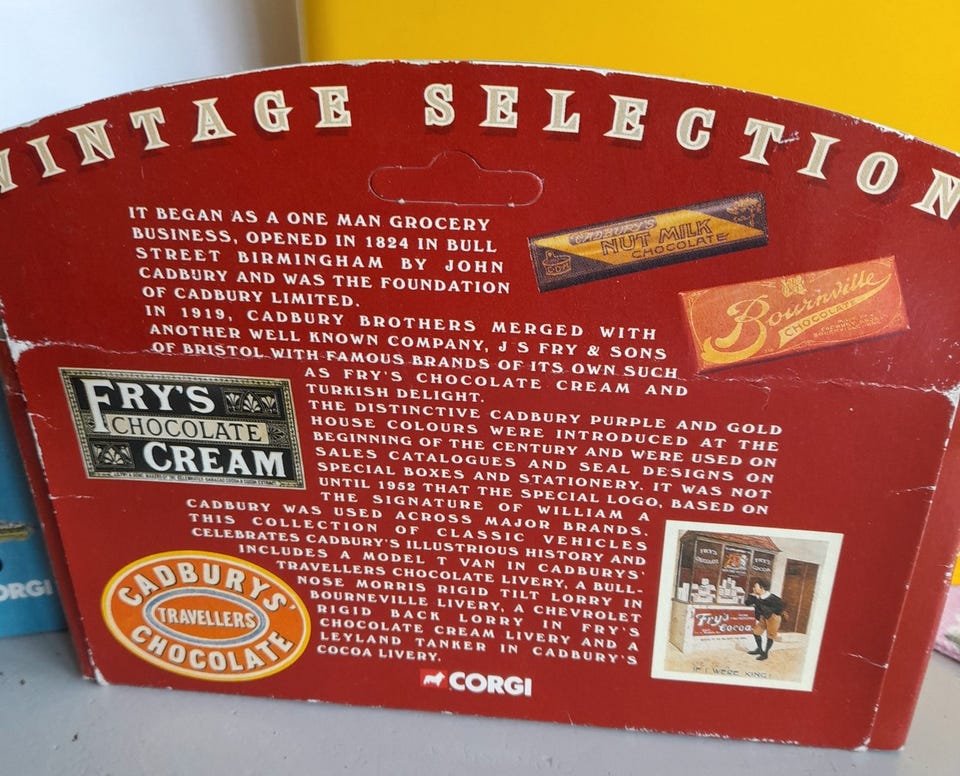 VINTAGE SELECTION
IT BEGAN AS A ONE MAN GROCERY
BUSINESS, OPENED IN 1824 IN BULL
STREET BIRMINGHAM BY JOHN
CADBURY AND WAS THE FOUNDATION
OF CADBURY LIMITED.
IN 1919, CADBURY BROTHERS MERGED WITH
ANOTHER WELL KNOWN COMPANY, J S FRY & SONS
OF BRISTOL WITH FAMOUS BRANDS OF ITS OWN SUCH
AS FRY'S CHOCOLATE CREAM AND
TURKISH DELIGHT.
THE DISTINCTIVE CADBURY PURPLE AND GOLD
HOUSE COLOURS WERE INTRODUCED AT THE
BEGINNING OF THE CENTURY AND WERE USED ON
SALES CATALOGUES AND SEAL DESIGNS ON
SPECIAL BOXES AND STATIONERY. IT WAS NOT
UNTIL 1952 THAT THE SPECIAL LOGO, BASED ON
THE SIGNATURE OF WILLIAM A
CADBURY WAS USED ACROSS MAJOR BRANDS.
THIS COLLECTION OF CLASSIC VEHICLES
CELEBRATES CADBURY'S ILLUSTRIOUS HISTORY AND
INCLUDES A MODEL T VAN IN CADBURYS'
TRAVELLERS CHOCOLATE LIVERY, A BULL-
NOSE MORRIS RIGID TILT LORRY IN
BOURNEVILLE LIVERY, A CHEVROLET
RIGID BACK LORRY IN FRY'S
CHOCOLATE CREAM LIVERY AND A
LEYLAND TANKER IN CADBURY'S
COCOA LIVERY.
CADBURY'S
NUT MILK
CHOCOLATE
Bournville
CHOCOLATE
FRY'S
CHOCOLATE
CREAM
CADBURYS'
TRAVELLERS
CHOCOLATE
FRY'S
Fry's
Cocoa
IF I WERE KING!
CORGI
CORGI